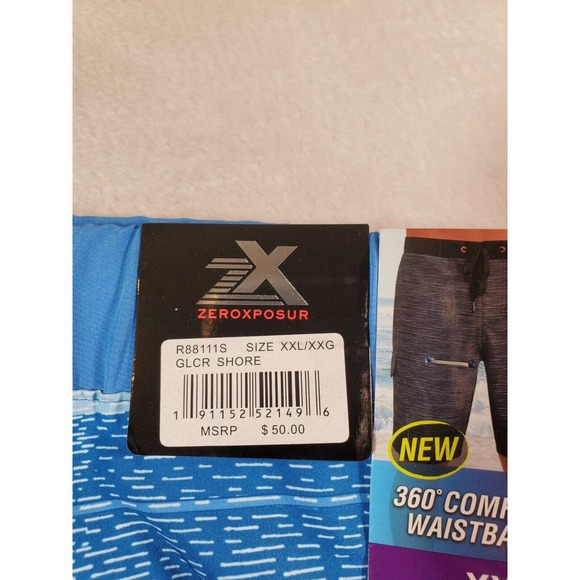 ZX
ZEROXPOSUR
R88111S SIZE XXL/XXG
GLCR SHORE
1 91152 52149 6
MSRP $50.00
NEW
360° COMF
WAISTBA